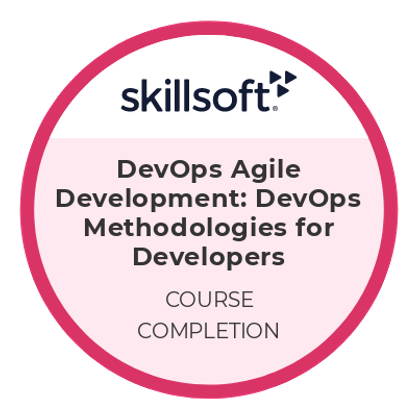 skillsoft®
DevOps Agile
Development: DevOps
Methodologies for
Developers
COURSE
COMPLETION